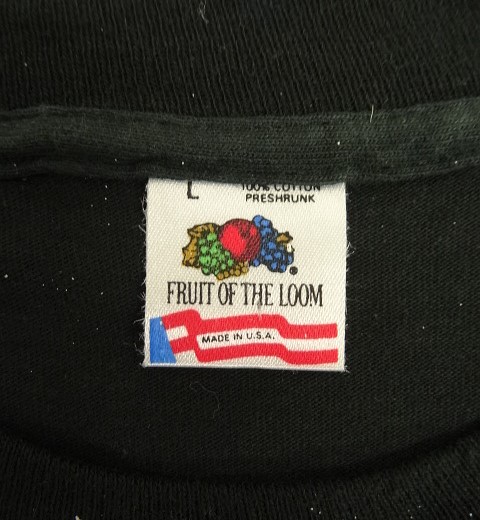 L 100% COTTON
PRESHRUNK
®
FRUIT OF THE LOOM
MADE IN U.S.A.